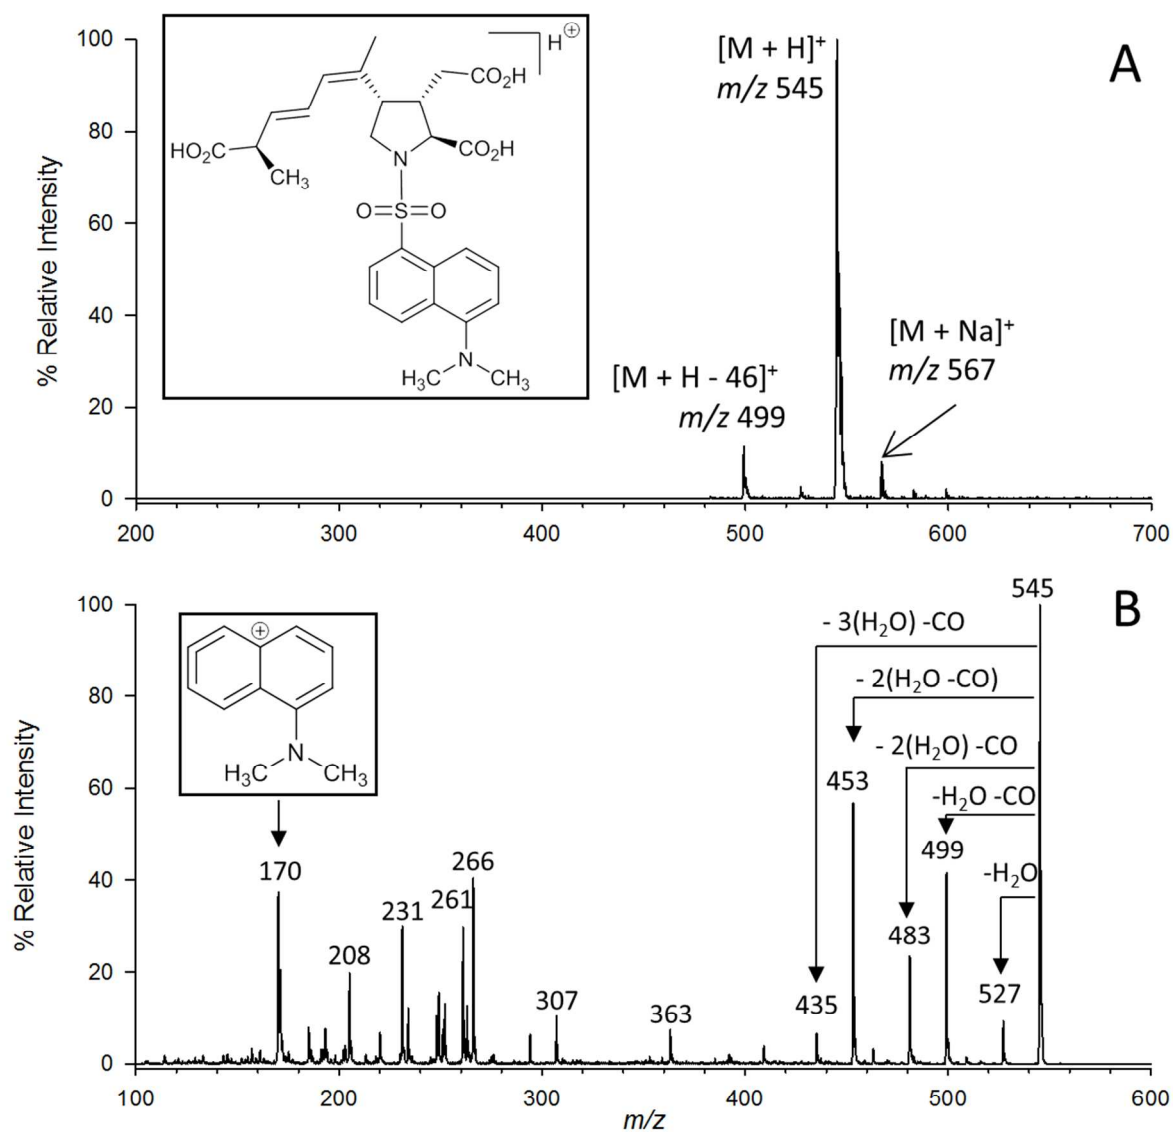 A
% Relative Intensity
100
80
60
40
20
0
200
300
400
500
600
700
[M + H]⁺
m/z 545
[M + Na]⁺
m/z 567
[M + H - 46]⁺
m/z 499
H⊕
CO₂H
HO₂C
CH₃
N
CO₂H
O=S=O
N
H₃C
CH₃
B
% Relative Intensity
100
80
60
40
20
0
100
200
300
400
500
600
m/z
545
- 3(H₂O) -CO
- 2(H₂O -CO)
- 2(H₂O) -CO
-H₂O -CO
-H₂O
453
499
483
527
435
363
307
266
261
231
208
170
⊕
N
H₃C
CH₃